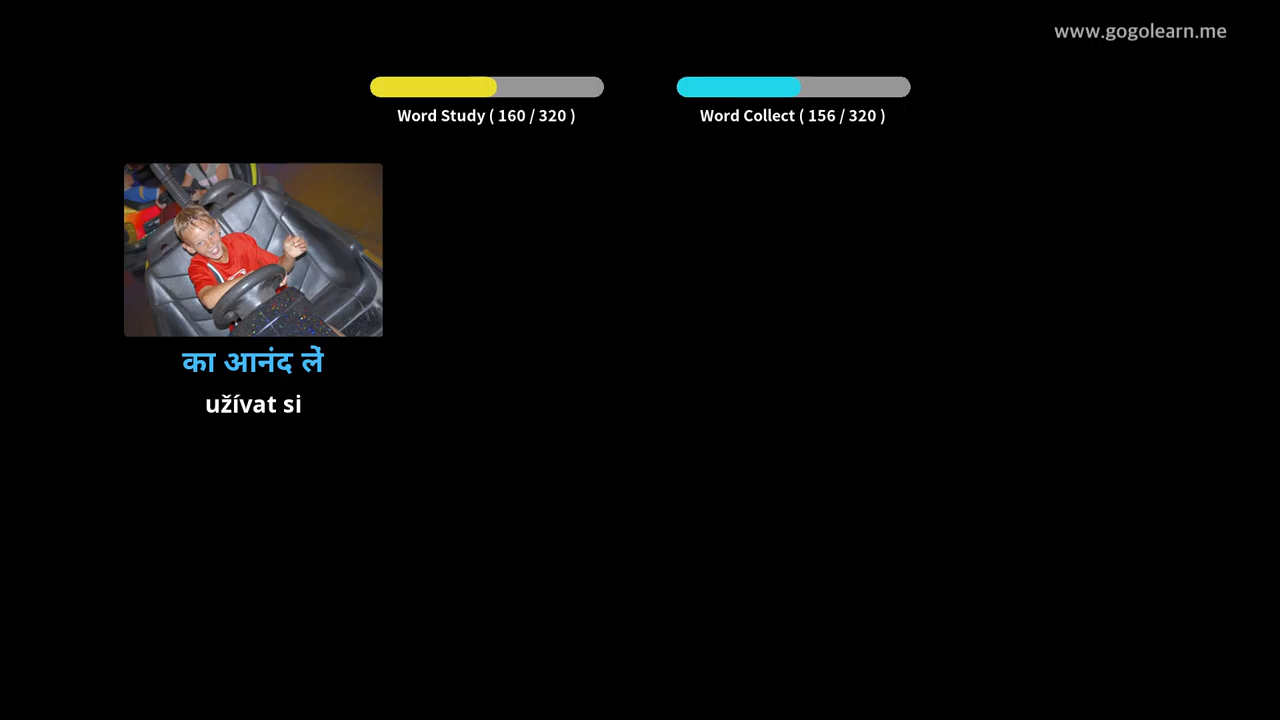 www.gogolearn.me
Word Study ( 160 / 320 )
Word Collect ( 156 / 320 )
का आनंद लें
užívat si